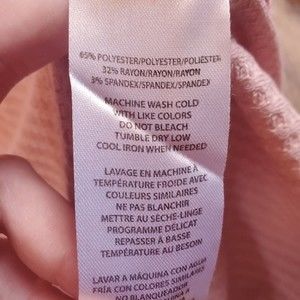 65% POLYESTER/POLYESTER/POLIÉSTER
32% RAYON/RAYON/RAYON
3% SPANDEX/SPANDEX/SPANDEX
MACHINE WASH COLD
WITH LIKE COLORS
DO NOT BLEACH
TUMBLE DRY LOW
COOL IRON WHEN NEEDED
LAVAGE EN MACHINE À
TEMPÉRATURE FROIDE AVEC
COULEURS SIMILAIRES
NE PAS BLANCHIR
METTRE AU SÈCHE-LINGE
PROGRAMME DÉLICAT
REPASSER À BASSE
TEMPÉRATURE AU BESOIN
LAVAR A MÁQUINA CON AGUA
FRÍA CON COLORES SIMILARES
NO BLANQUEADOR